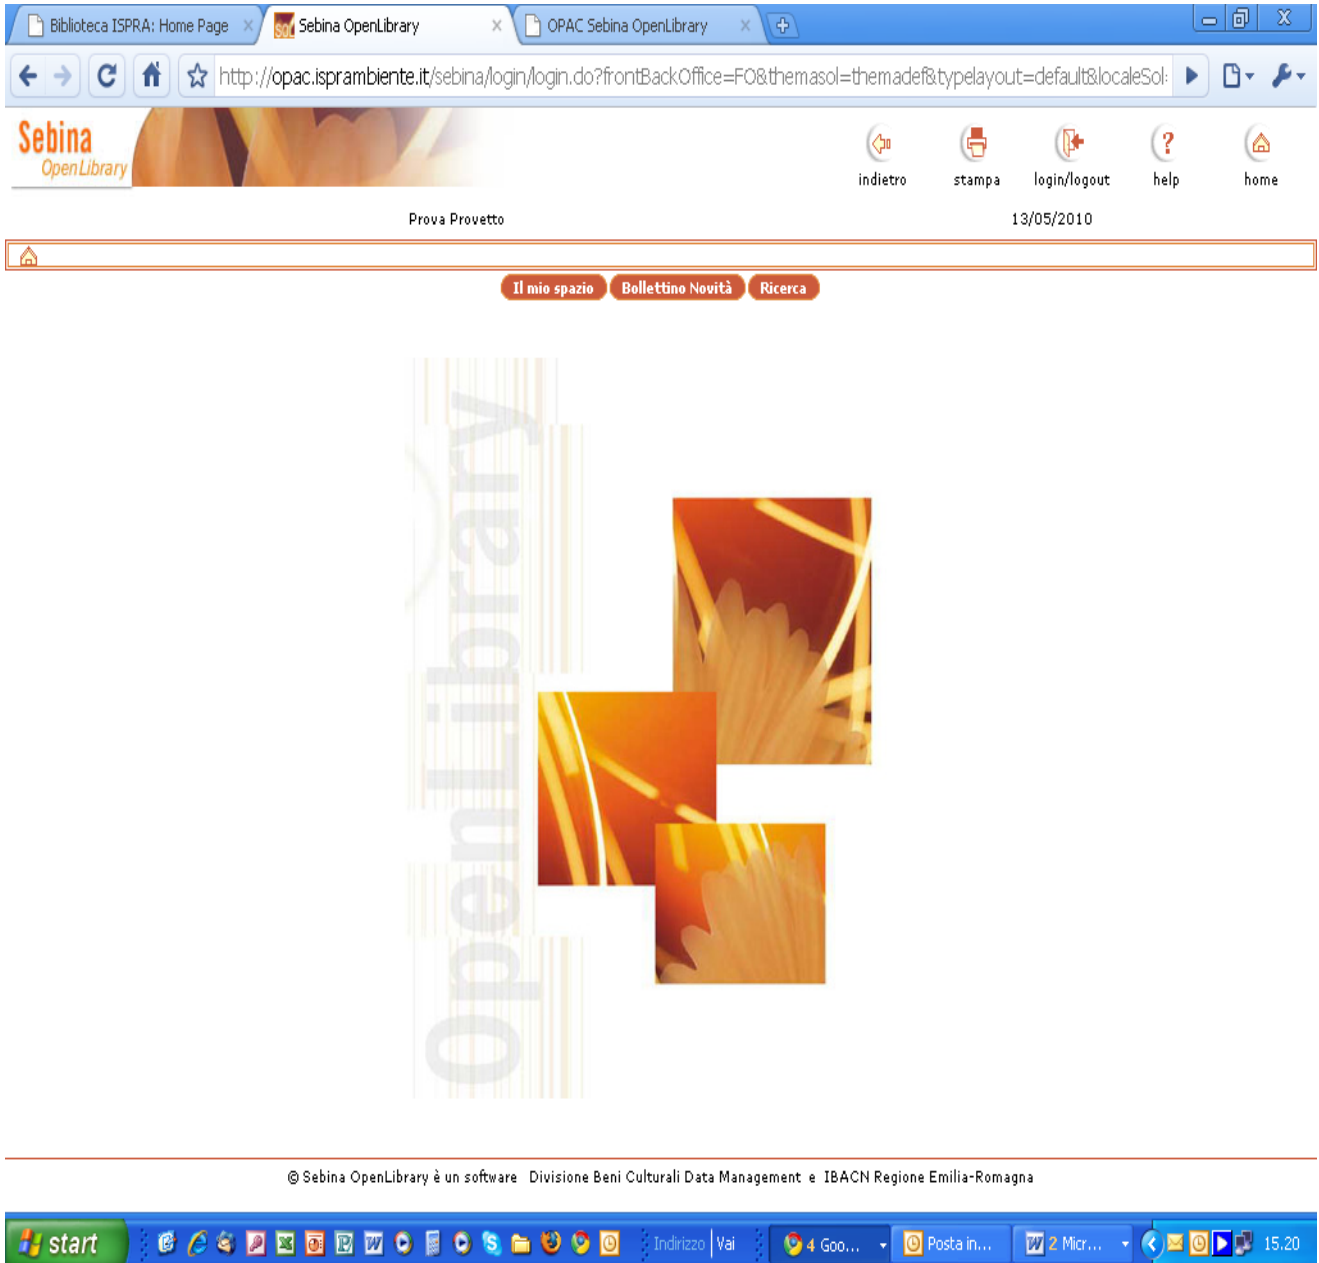 Biblioteca ISPRA: Home Page
Sebina OpenLibrary
OPAC Sebina OpenLibrary
http://opac.isprambiente.it/sebina/login/login.do?frontBackOffice=FO&themasol=themadef&typelayout=default&localeSol
Sebina
OpenLibrary
indietro
stampa
login/logout
help
home
Prova Provetto
13/05/2010
Il mio spazio
Bollettino Novità
Ricerca
OpenLibrary
© Sebina OpenLibrary è un software Divisione Beni Culturali Data Management e IBACN Regione Emilia-Romagna
start
Indirizzo
Vai
4 Goo...
Posta in...
2 Micr...
15.20